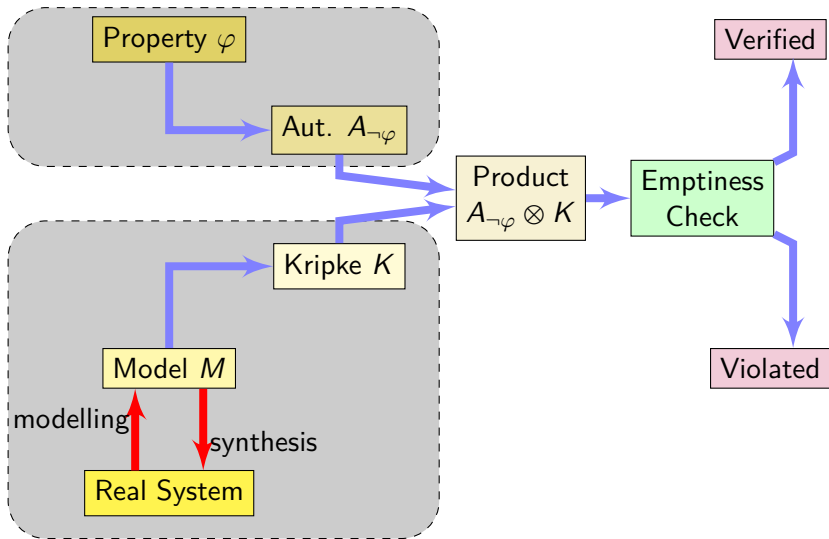 Property φ
Verified
Aut. A¬φ
Product
A¬φ ⊗ K
Emptiness
Check
Kripke K
Model M
Violated
modelling
synthesis
Real System